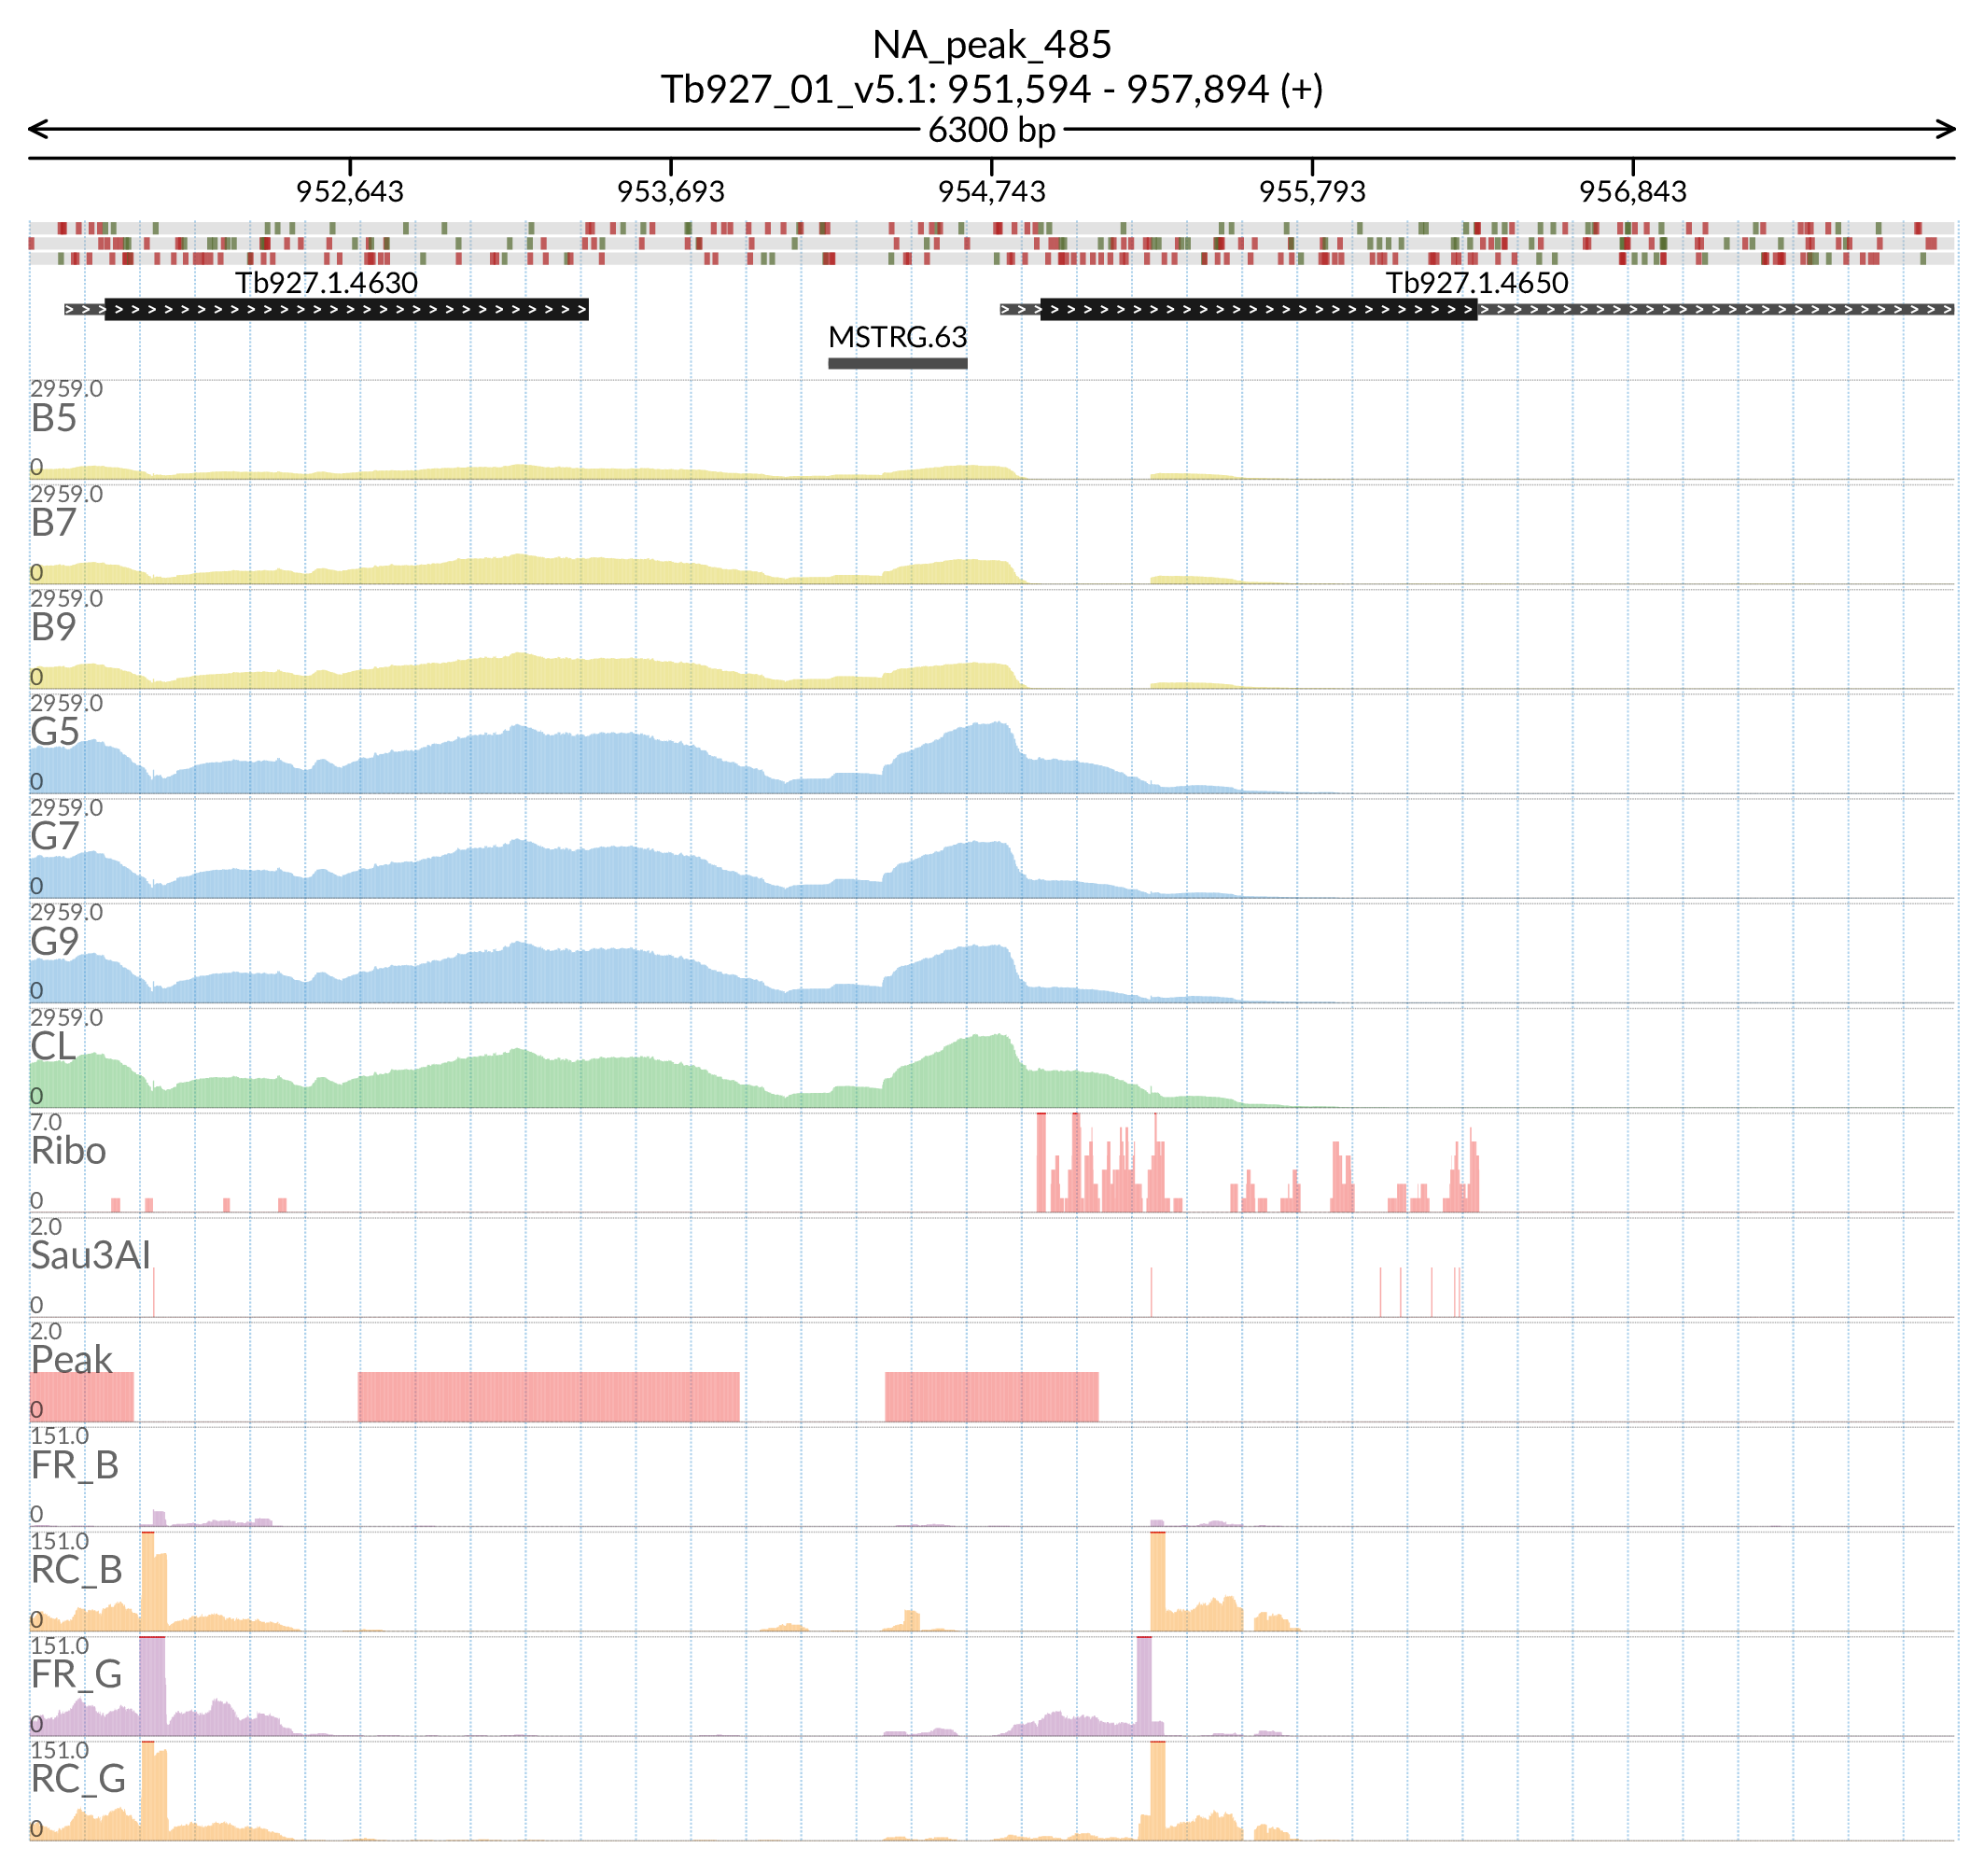 NA_peak_485
Tb927_01_v5.1: 951,594 - 957,894 (+)
6300 bp
952,643 953,693 954,743 955,793 956,843
Tb927.1.4630 Tb927.1.4650
MSTRG.63
2959.0
B5
0
2959.0
B7
0
2959.0
B9
0
2959.0
G5
0
2959.0
G7
0
2959.0
G9
0
2959.0
CL
0
7.0
Ribo
0
2.0
Sau3AI
0
2.0
Peak
0
151.0
FR_B
0
151.0
RC_B
0
151.0
FR_G
0
151.0
RC_G
0